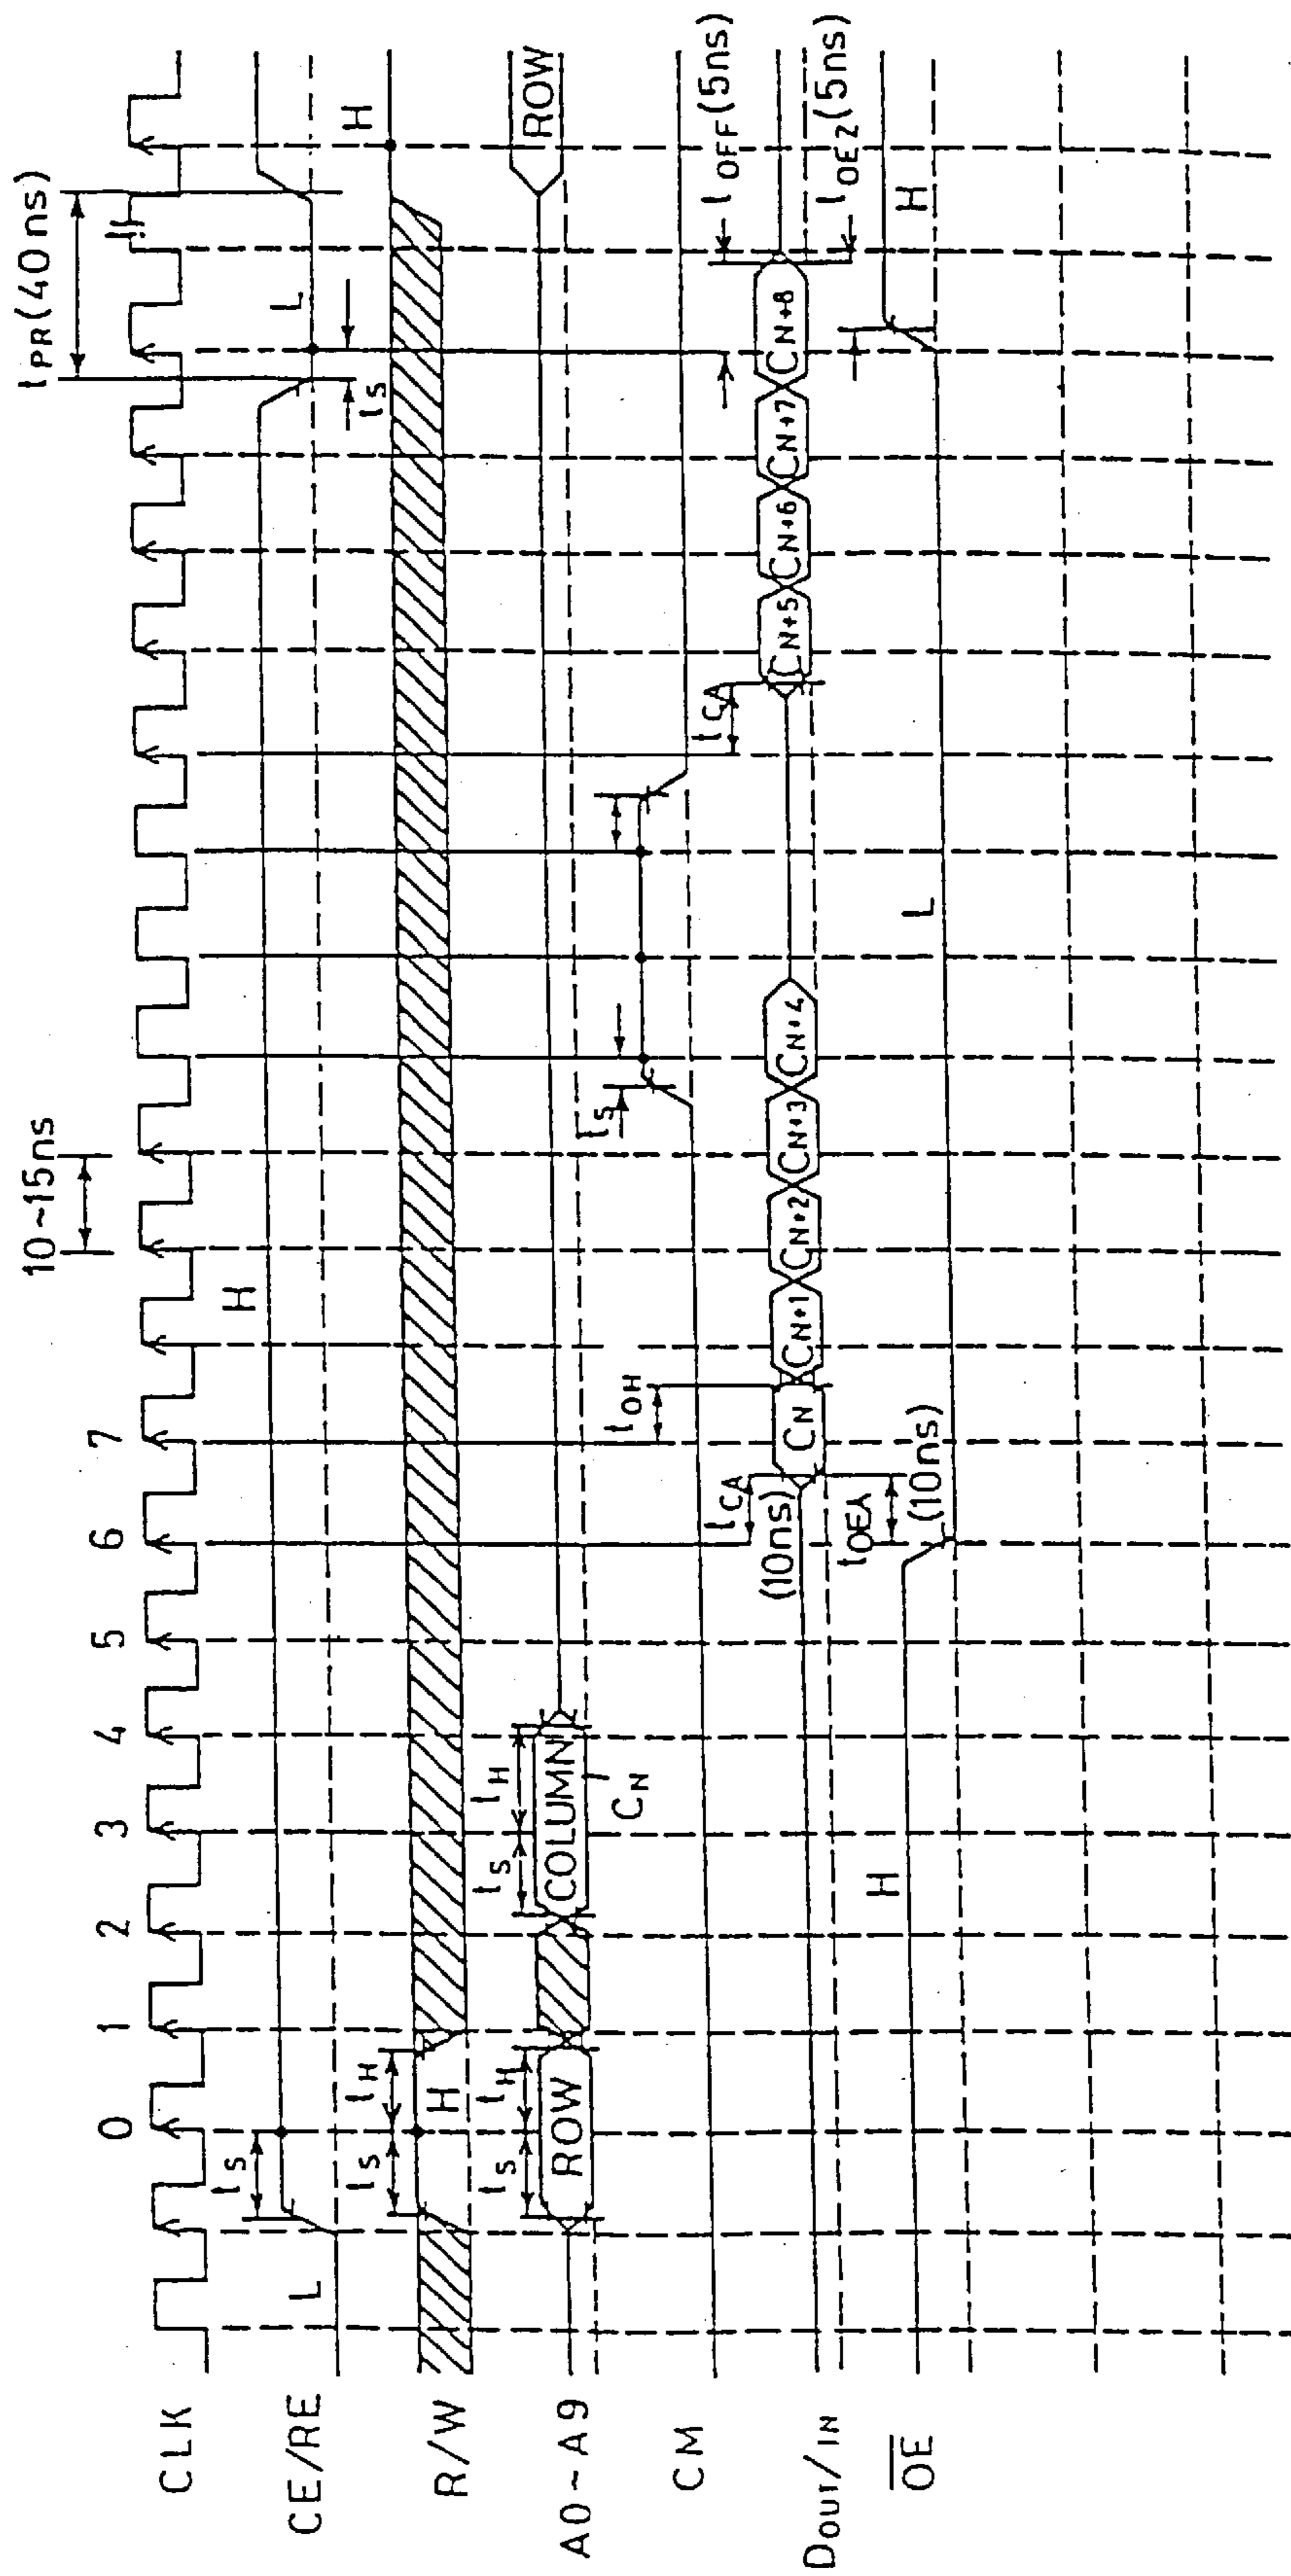 10~15ns
tPR(40ns)
0 1 2 3 4 5 6 7
CLK
tS
H
L
tS
CE/RE
L
tS tH
H
H
R/W
tS tH
tS tH
A0~A9
ROW
COLUMN
ROW
CN
CM
tS
tOH
tCA
(10ns)
tCA
tOFF(5ns)
DOUT/IN
CN
CN+1
CN+2
CN+3
CN+4
CN+5
CN+6
CN+7
CN+8
tOEA
(10ns)
tOEZ(5ns)
OE
H
L
H